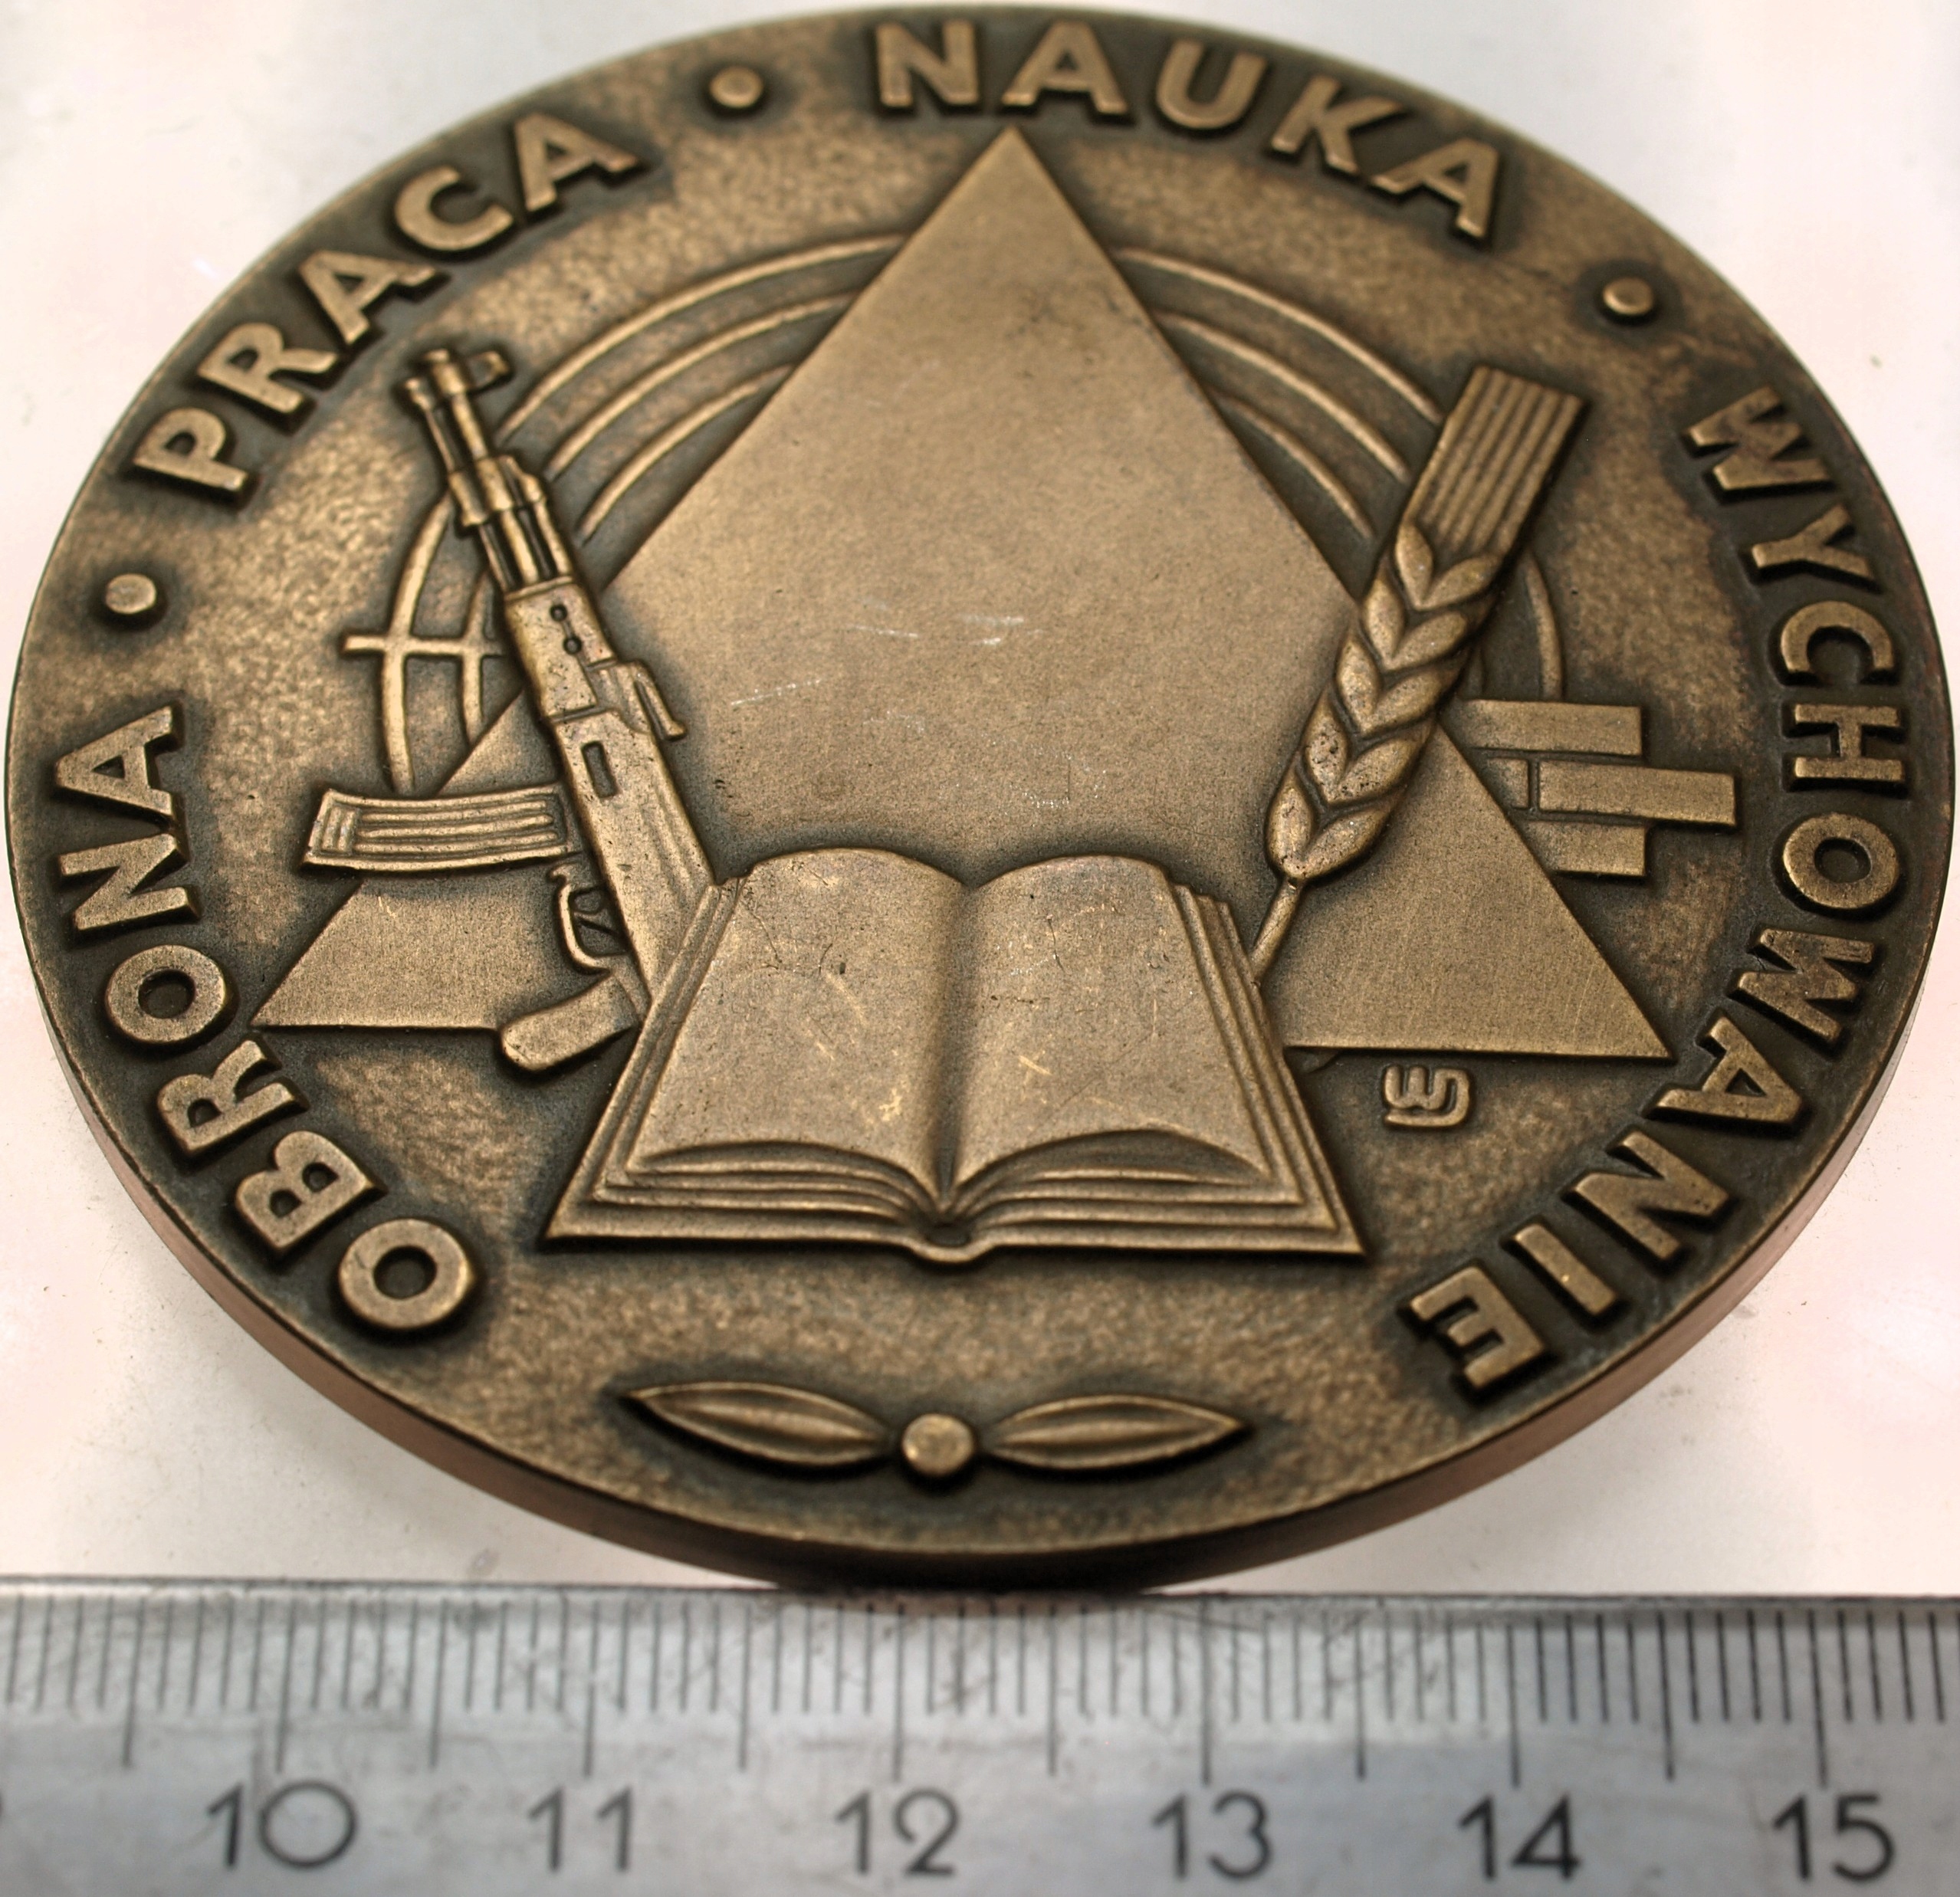 OBRONA • PRACA • NAUKA • WYCHOWANIE
10 11 12 13 14 15